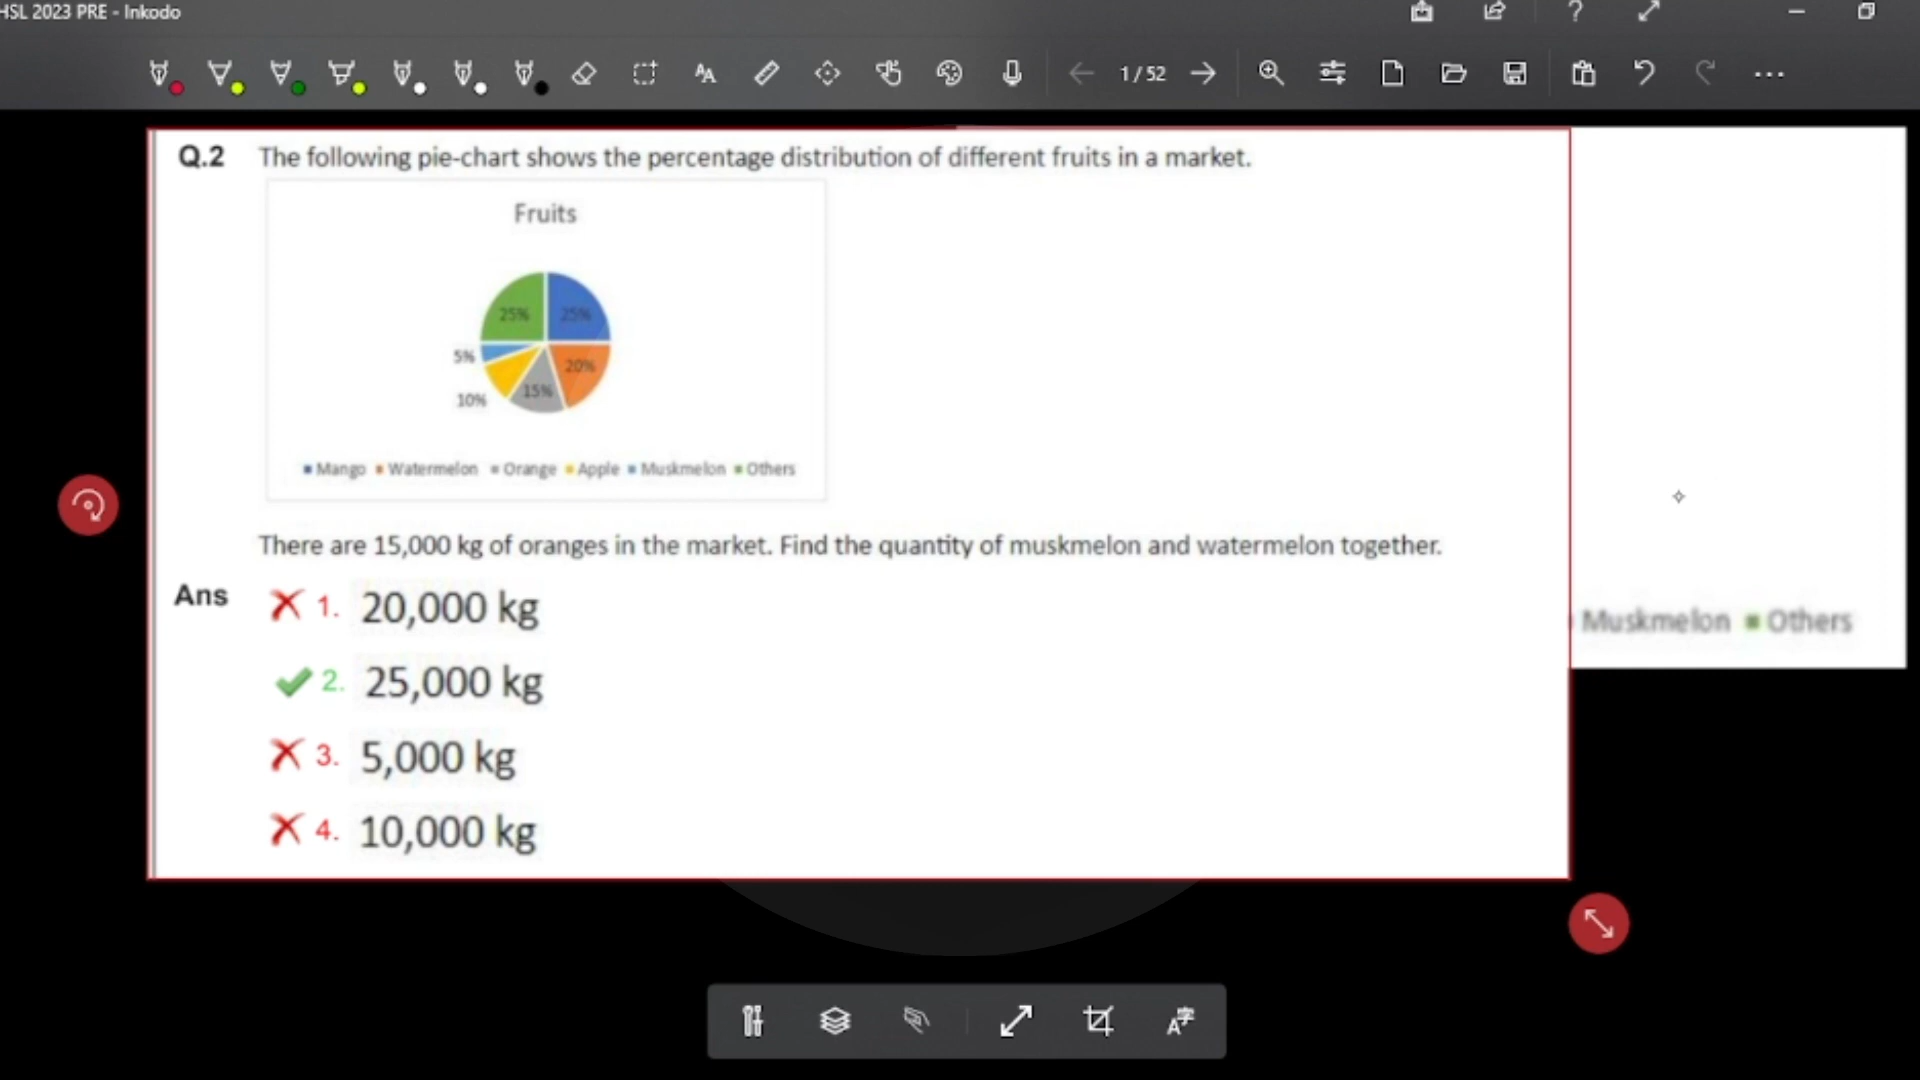 HSL 2023 PRE - Inkodo
1 / 52
Q.2 The following pie-chart shows the percentage distribution of different fruits in a market.
Fruits
25% 25%
5%
20%
15%
10%
Mango Watermelon Orange Apple Muskmelon Others
There are 15,000 kg of oranges in the market. Find the quantity of muskmelon and watermelon together.
Muskmelon Others
Ans
1. 20,000 kg
2. 25,000 kg
3. 5,000 kg
4. 10,000 kg